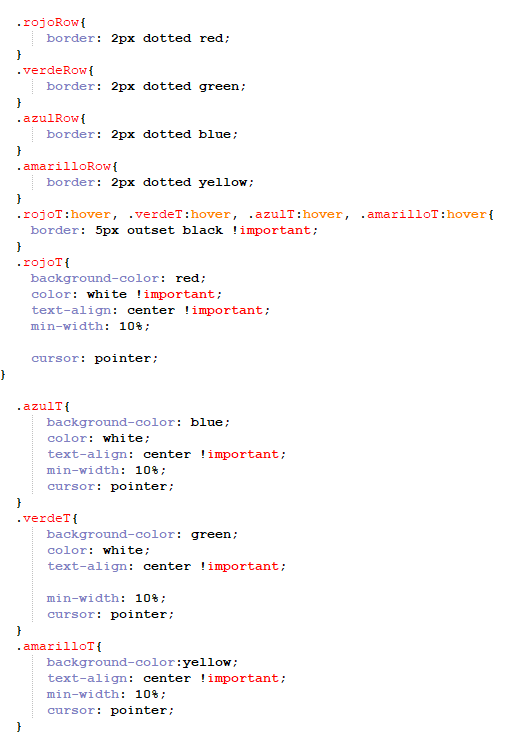 .rojoRow{
border: 2px dotted red;
}
.verdeRow{
border: 2px dotted green;
}
.azulRow{
border: 2px dotted blue;
}
.amarilloRow{
border: 2px dotted yellow;
}
.rojoT:hover, .verdeT:hover, .azulT:hover, .amarilloT:hover{
border: 5px outset black !important;
}
.rojoT{
background-color: red;
color: white !important;
text-align: center !important;
min-width: 10%;
cursor: pointer;
}
.azulT{
background-color: blue;
color: white;
text-align: center !important;
min-width: 10%;
cursor: pointer;
}
.verdeT{
background-color: green;
color: white;
text-align: center !important;
min-width: 10%;
cursor: pointer;
}
.amarilloT{
background-color:yellow;
text-align: center !important;
min-width: 10%;
cursor: pointer;
}